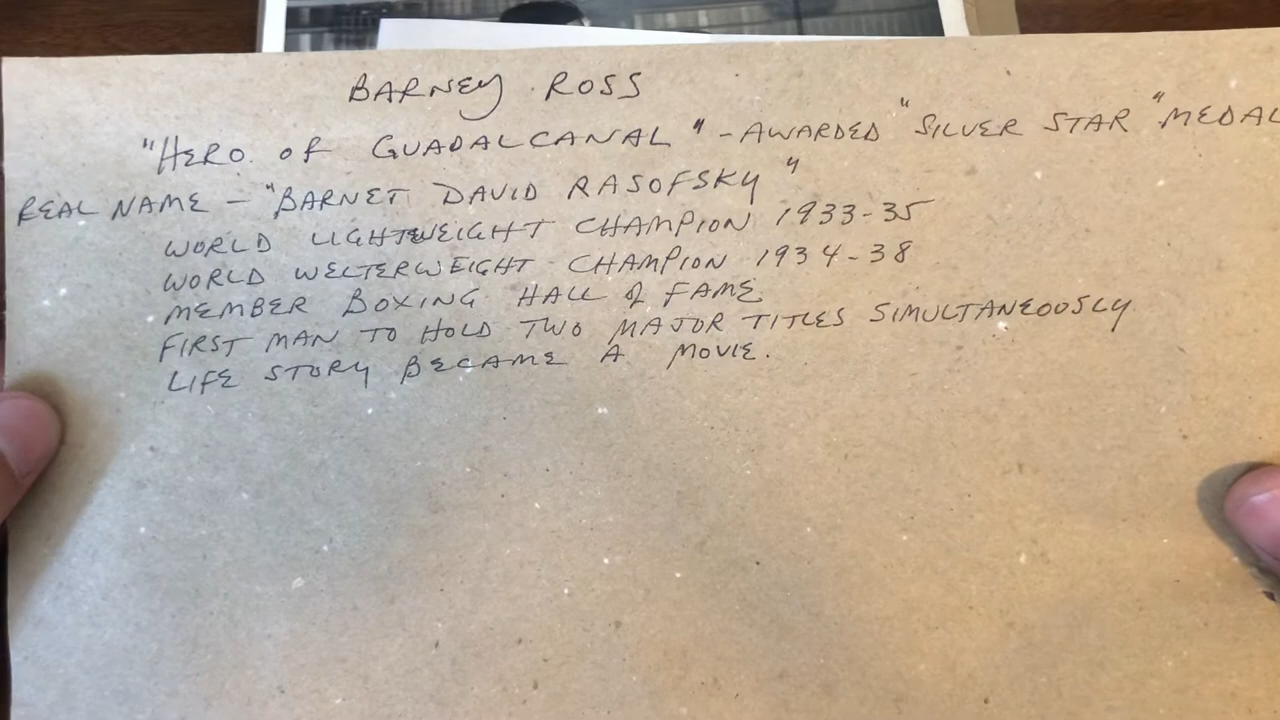 BARNEY ROSS
"HERO OF GUADALCANAL" - AWARDED "SILVER STAR" MEDAL
REAL NAME - "BARNET DAVID RASOFSKY"
WORLD LIGHTWEIGHT CHAMPION 1933-35
WORLD WELTERWEIGHT CHAMPION 1934-38
MEMBER BOXING HALL of FAME
FIRST MAN TO HOLD TWO MAJOR TITLES SIMULTANEOUSLY
LIFE STORY BECAME A MOVIE.